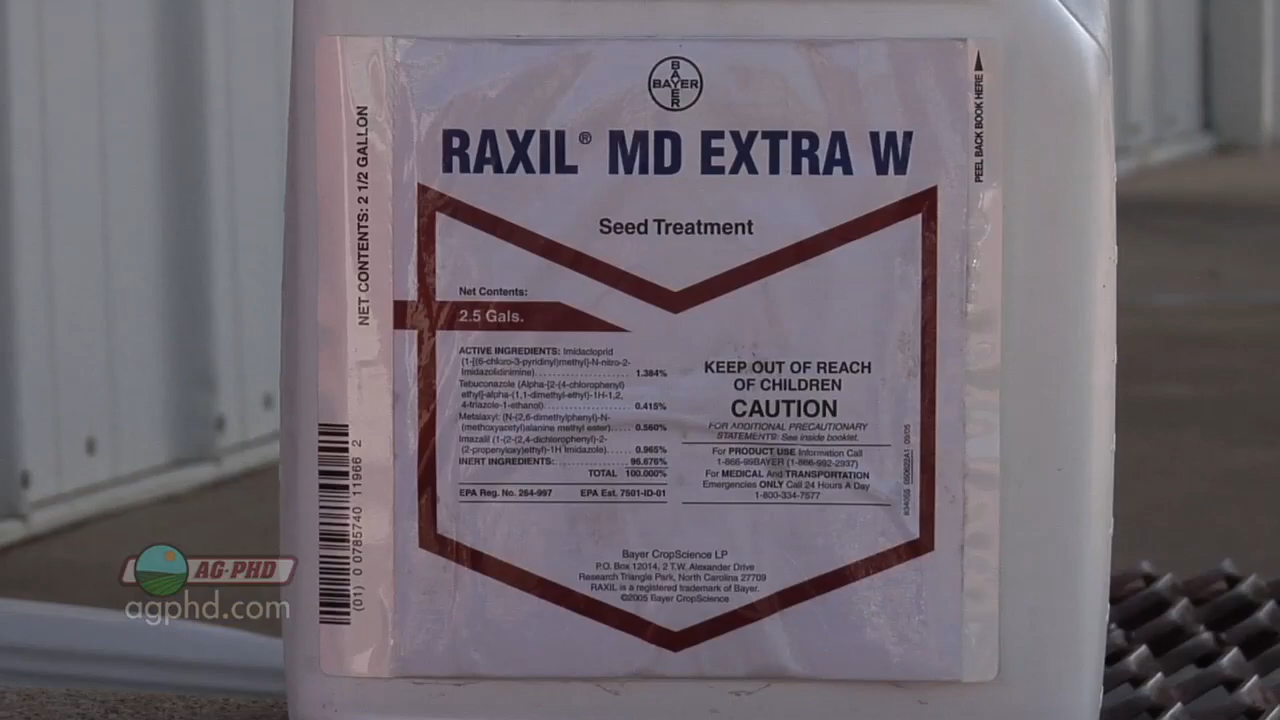 BAYER
BAYER
RAXIL® MD EXTRA W
Seed Treatment
NET CONTENTS: 2 1/2 GALLON
PEEL BACK BOOK HERE
Net Contents:
2.5 Gals.
ACTIVE INGREDIENTS: Imidacloprid
(1-[(6-chloro-3-pyridinyl)methyl]-N-nitro-2-
Imidazolidinimine) 1.384%
Tebuconazole (Alpha-[2-(4-chlorophenyl)
ethyl]-alpha-(1,1-dimethyl-ethyl)-1H-1,2,
4-triazole-1-ethanol) 0.415%
Metalaxyl: (N-(2,6-dimethylphenyl)-N-
(methoxyacetyl)alanine methyl ester) 0.560%
Imazalil (1-(2-(2,4-dichlorophenyl)-2-
(2-propenyloxy)ethyl)-1H imidazole) 0.965%
INERT INGREDIENTS: 96.676%
TOTAL 100.000%
EPA Reg. No. 264-997 EPA Est. 7501-ID-01
KEEP OUT OF REACH
OF CHILDREN
CAUTION
FOR ADDITIONAL PRECAUTIONARY
STATEMENTS: See inside booklet.
For PRODUCT USE Information Call
1-866-99BAYER (1-866-992-2937)
For MEDICAL And TRANSPORTATION
Emergencies ONLY Call 24 Hours A Day
1-800-334-7577
Bayer CropScience LP
P.O. Box 12014, 2 T.W. Alexander Drive
Research Triangle Park, North Carolina 27709
RAXIL is a registered trademark of Bayer.
©2005 Bayer CropScience
(01) 0 0785740 11966 2
AG·PHD
agphd.com